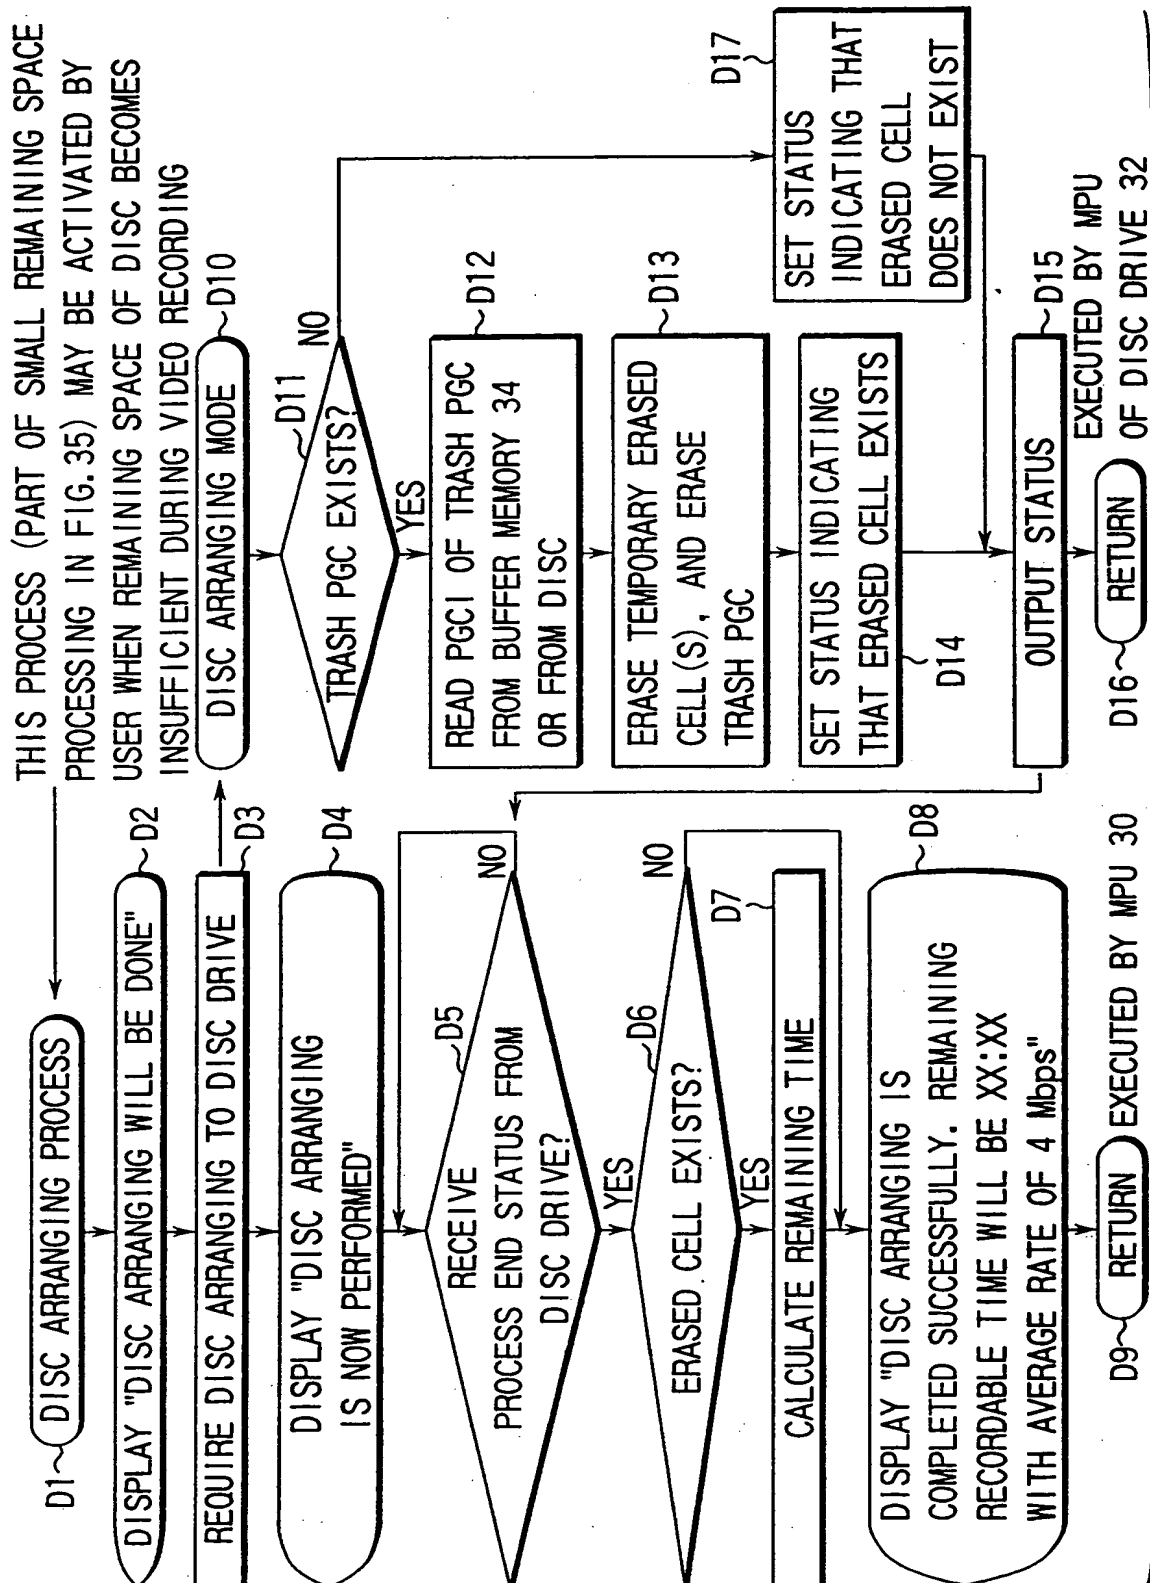 THIS PROCESS (PART OF SMALL REMAINING SPACE
PROCESSING IN FIG.35) MAY BE ACTIVATED BY
USER WHEN REMAINING SPACE OF DISC BECOMES
INSUFFICIENT DURING VIDEO RECORDING
D1
DISC ARRANGING PROCESS
D2
DISPLAY "DISC ARRANGING WILL BE DONE"
D3
REQUIRE DISC ARRANGING TO DISC DRIVE
D4
DISPLAY "DISC ARRANGING
IS NOW PERFORMED"
D5
RECEIVE
PROCESS END STATUS FROM
DISC DRIVE?
NO
YES
D6
ERASED CELL EXISTS?
NO
YES
D7
CALCULATE REMAINING TIME
D8
DISPLAY "DISC ARRANGING IS
COMPLETED SUCCESSFULLY. REMAINING
RECORDABLE TIME WILL BE XX:XX
WITH AVERAGE RATE OF 4 Mbps"
D9
RETURN
EXECUTED BY MPU 30
D10
DISC ARRANGING MODE
D11
TRASH PGC EXISTS?
NO
YES
D12
READ PGCI OF TRASH PGC
FROM BUFFER MEMORY 34
OR FROM DISC
D13
ERASE TEMPORARY ERASED
CELL(S), AND ERASE
TRASH PGC
SET STATUS INDICATING
THAT ERASED CELL EXISTS
D14
D17
SET STATUS
INDICATING THAT
ERASED CELL
DOES NOT EXIST
D15
OUTPUT STATUS
D16
RETURN
EXECUTED BY MPU
OF DISC DRIVE 32